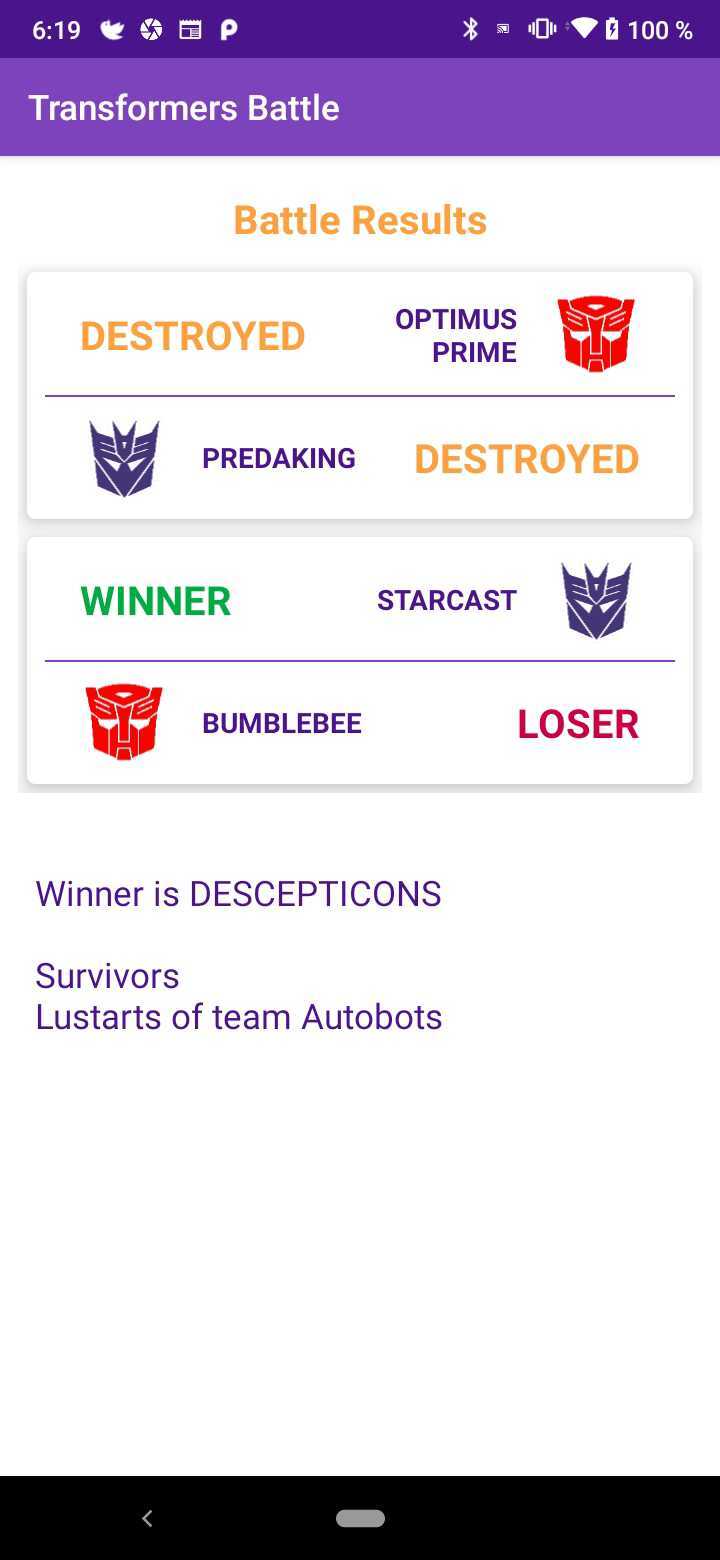 6:19
100 %
Transformers Battle
Battle Results
DESTROYED
OPTIMUS
PRIME
PREDAKING
DESTROYED
WINNER
STARCAST
BUMBLEBEE
LOSER
Winner is DESCEPTICONS
Survivors
Lustarts of team Autobots